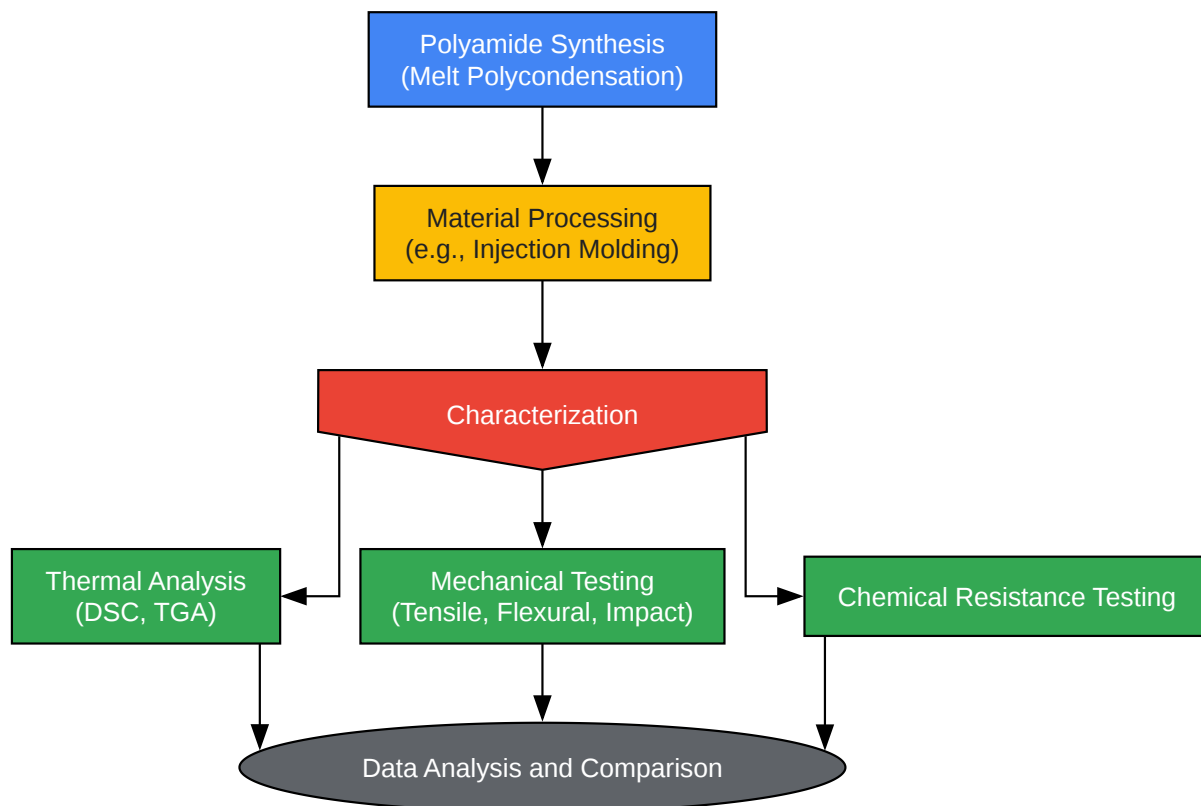 Polyamide Synthesis
(Melt Polycondensation)
Material Processing
(e.g., Injection Molding)
Characterization
Thermal Analysis
(DSC, TGA)
Mechanical Testing
(Tensile, Flexural, Impact)
Chemical Resistance Testing
Data Analysis and Comparison